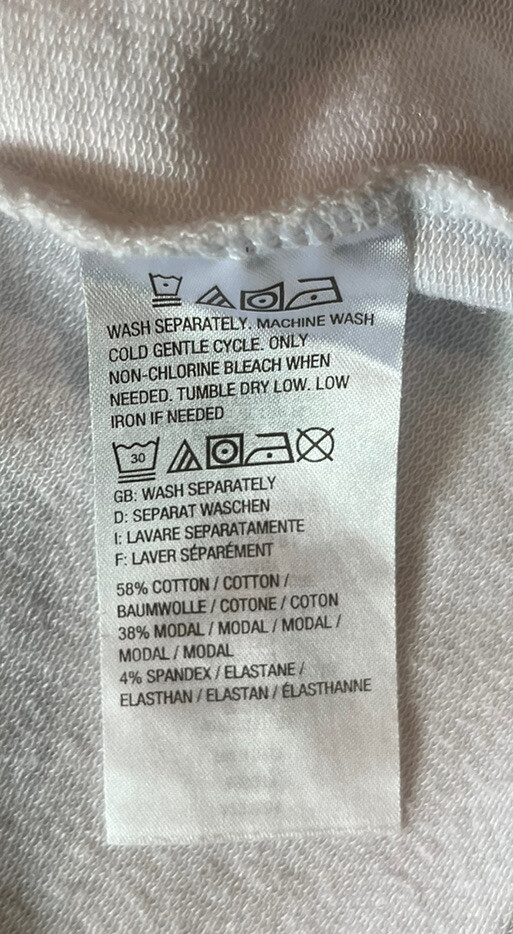 WASH SEPARATELY. MACHINE WASH
COLD GENTLE CYCLE. ONLY
NON-CHLORINE BLEACH WHEN
NEEDED. TUMBLE DRY LOW. LOW
IRON IF NEEDED
30
GB: WASH SEPARATELY
D: SEPARAT WASCHEN
I: LAVARE SEPARATAMENTE
F: LAVER SÉPARÉMENT
58% COTTON / COTTON /
BAUMWOLLE / COTONE / COTON
38% MODAL / MODAL / MODAL /
MODAL / MODAL
4% SPANDEX / ELASTANE /
ELASTHAN / ELASTAN / ÉLASTHANNE